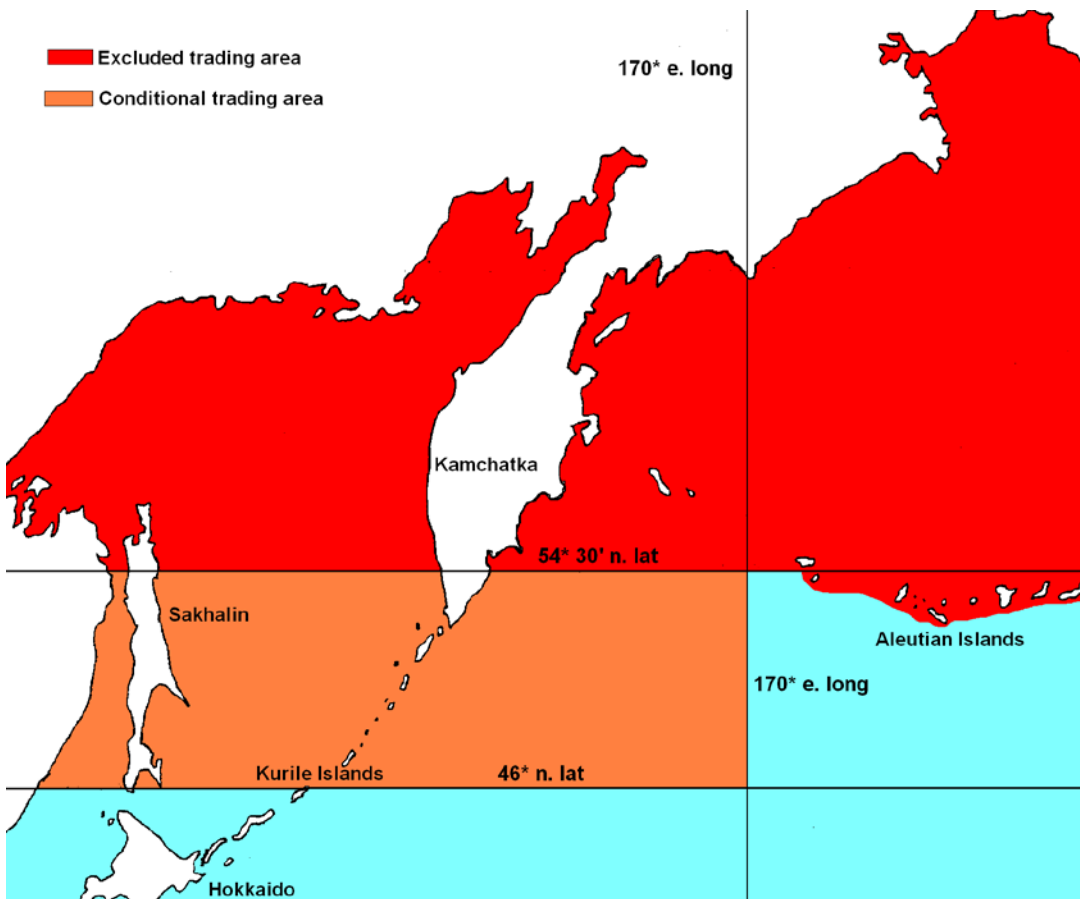 Excluded trading area
170* e. long
Conditional trading area
Kamchatka
54* 30' n. lat
Sakhalin
Aleutian Islands
170* e. long
Kurile Islands
46* n. lat
Hokkaido